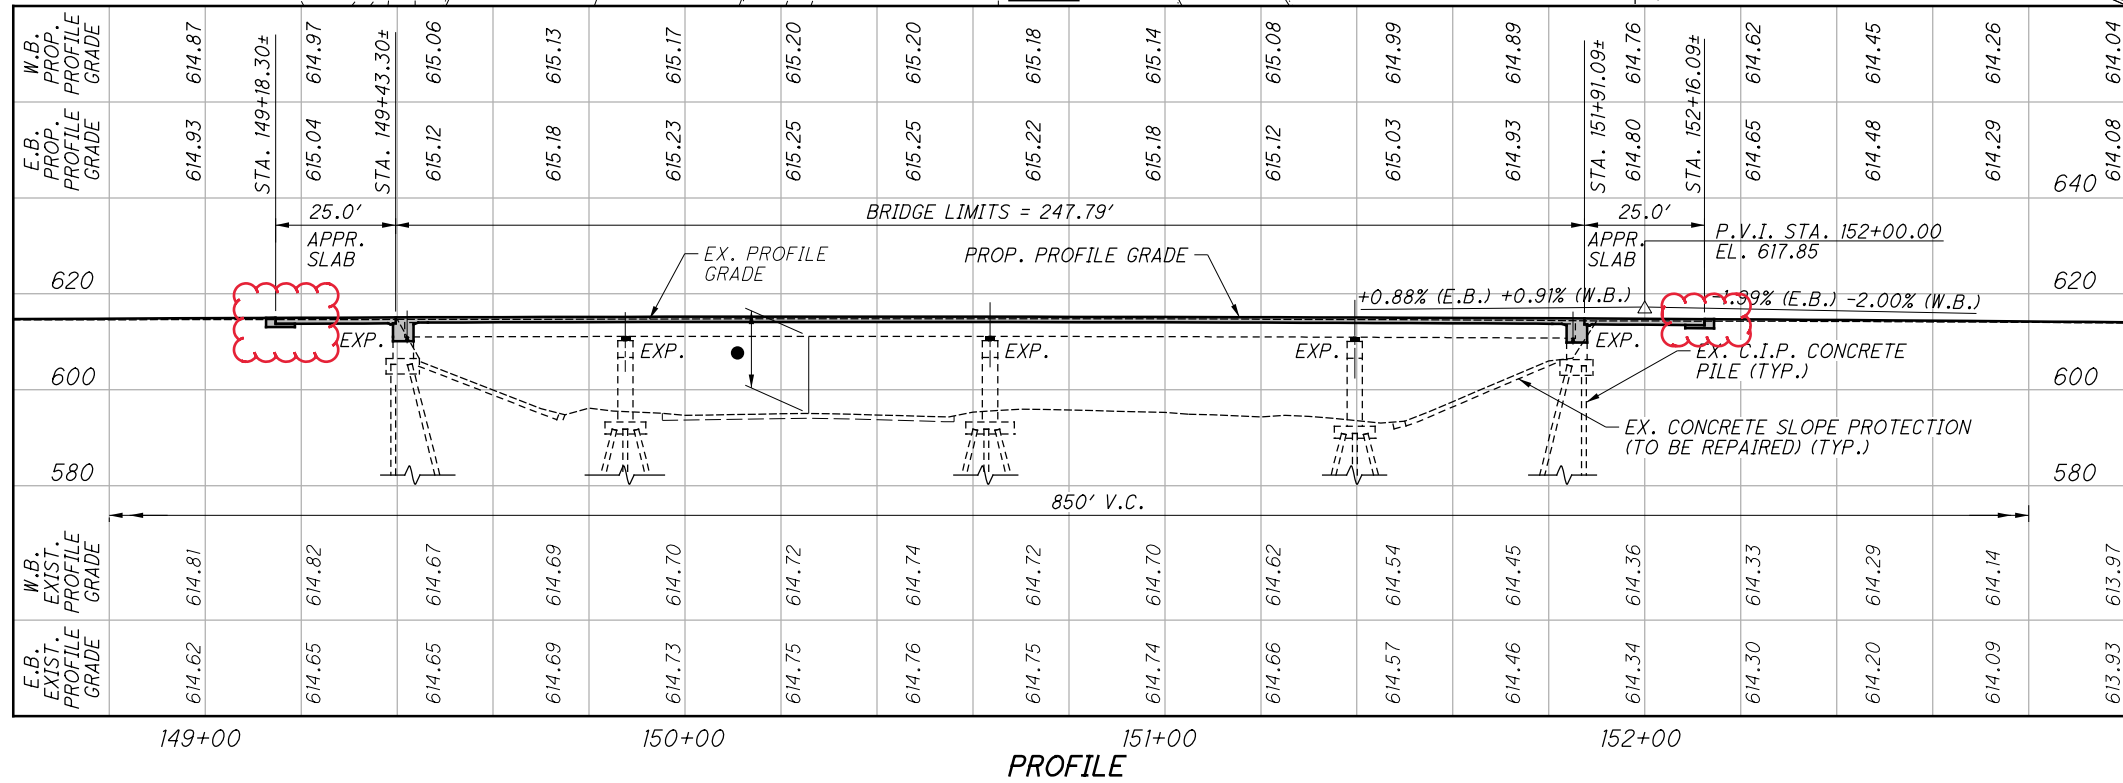 W.B. PROP. PROFILE GRADE
614.87 614.97 615.06 615.13 615.17 615.20 615.20 615.18 615.14 615.08 614.99 614.89 614.76 614.62 614.45 614.26 614.04
E.B. PROP. PROFILE GRADE
614.93 615.04 615.12 615.18 615.23 615.25 615.25 615.22 615.18 615.12 615.03 614.93 614.80 614.65 614.48 614.29 614.08
STA. 149+18.30±
STA. 149+43.30±
STA. 151+91.09±
STA. 152+16.09±
640
25.0'
BRIDGE LIMITS = 247.79'
25.0'
APPR.
SLAB
EX. PROFILE
GRADE
PROP. PROFILE GRADE
APPR.
SLAB
P.V.I. STA. 152+00.00
EL. 617.85
620
+0.88% (E.B.) +0.91% (W.B.)
-1.99% (E.B.) -2.00% (W.B.)
620
EXP.
EXP.
EXP.
EXP.
EXP.
EX. C.I.P. CONCRETE
PILE (TYP.)
600
600
EX. CONCRETE SLOPE PROTECTION
(TO BE REPAIRED) (TYP.)
580
580
850' V.C.
W.B. EXIST. PROFILE GRADE
614.81 614.82 614.67 614.69 614.70 614.72 614.74 614.72 614.70 614.62 614.54 614.45 614.36 614.33 614.29 614.14 613.97
E.B. EXIST. PROFILE GRADE
614.62 614.65 614.65 614.69 614.73 614.75 614.76 614.75 614.74 614.66 614.57 614.46 614.34 614.30 614.20 614.09 613.93
149+00 150+00 151+00 152+00
PROFILE